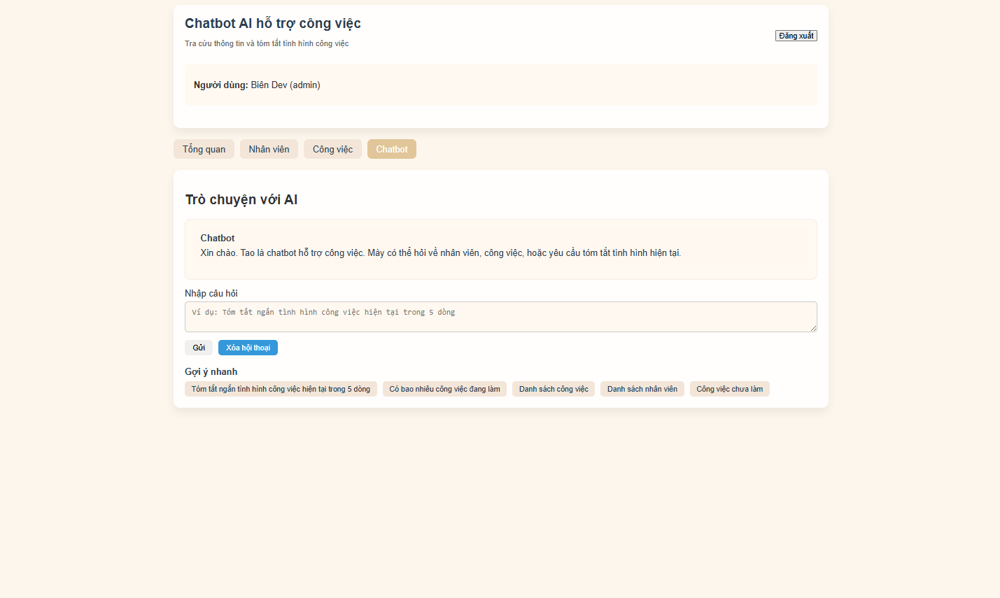 Chatbot AI hỗ trợ công việc
Tra cứu thông tin và tóm tắt tình hình công việc
Đăng xuất
Người dùng: Biên Dev (admin)
Tổng quan
Nhân viên
Công việc
Chatbot
Trò chuyện với AI
Chatbot
Xin chào. Tao là chatbot hỗ trợ công việc. Mày có thể hỏi về nhân viên, công việc, hoặc yêu cầu tóm tắt tình hình hiện tại.
Nhập câu hỏi
Ví dụ: Tóm tắt ngắn tình hình công việc hiện tại trong 5 dòng
Gửi
Xóa hội thoại
Gợi ý nhanh
Tóm tắt ngắn tình hình công việc hiện tại trong 5 dòng
Có bao nhiêu công việc đang làm
Danh sách công việc
Danh sách nhân viên
Công việc chưa làm